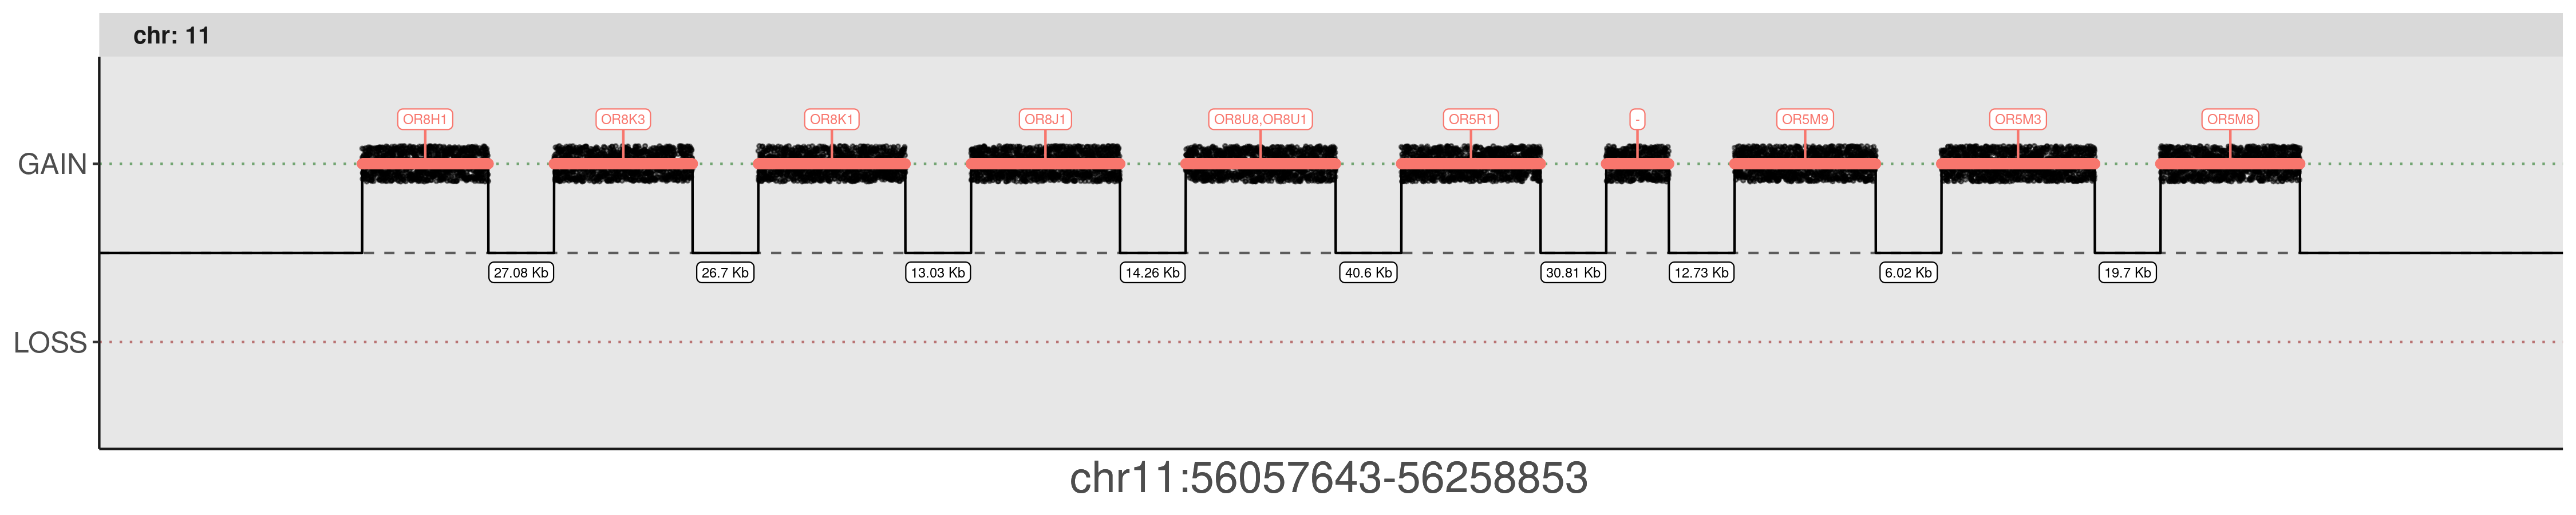 chr: 11
OR8H1 OR8K3 OR8K1 OR8J1 OR8U8,OR8U1 OR5R1 - OR5M9 OR5M3 OR5M8
GAIN
27.08 Kb 26.7 Kb 13.03 Kb 14.26 Kb 40.6 Kb 30.81 Kb 12.73 Kb 6.02 Kb 19.7 Kb
LOSS
chr11:56057643-56258853